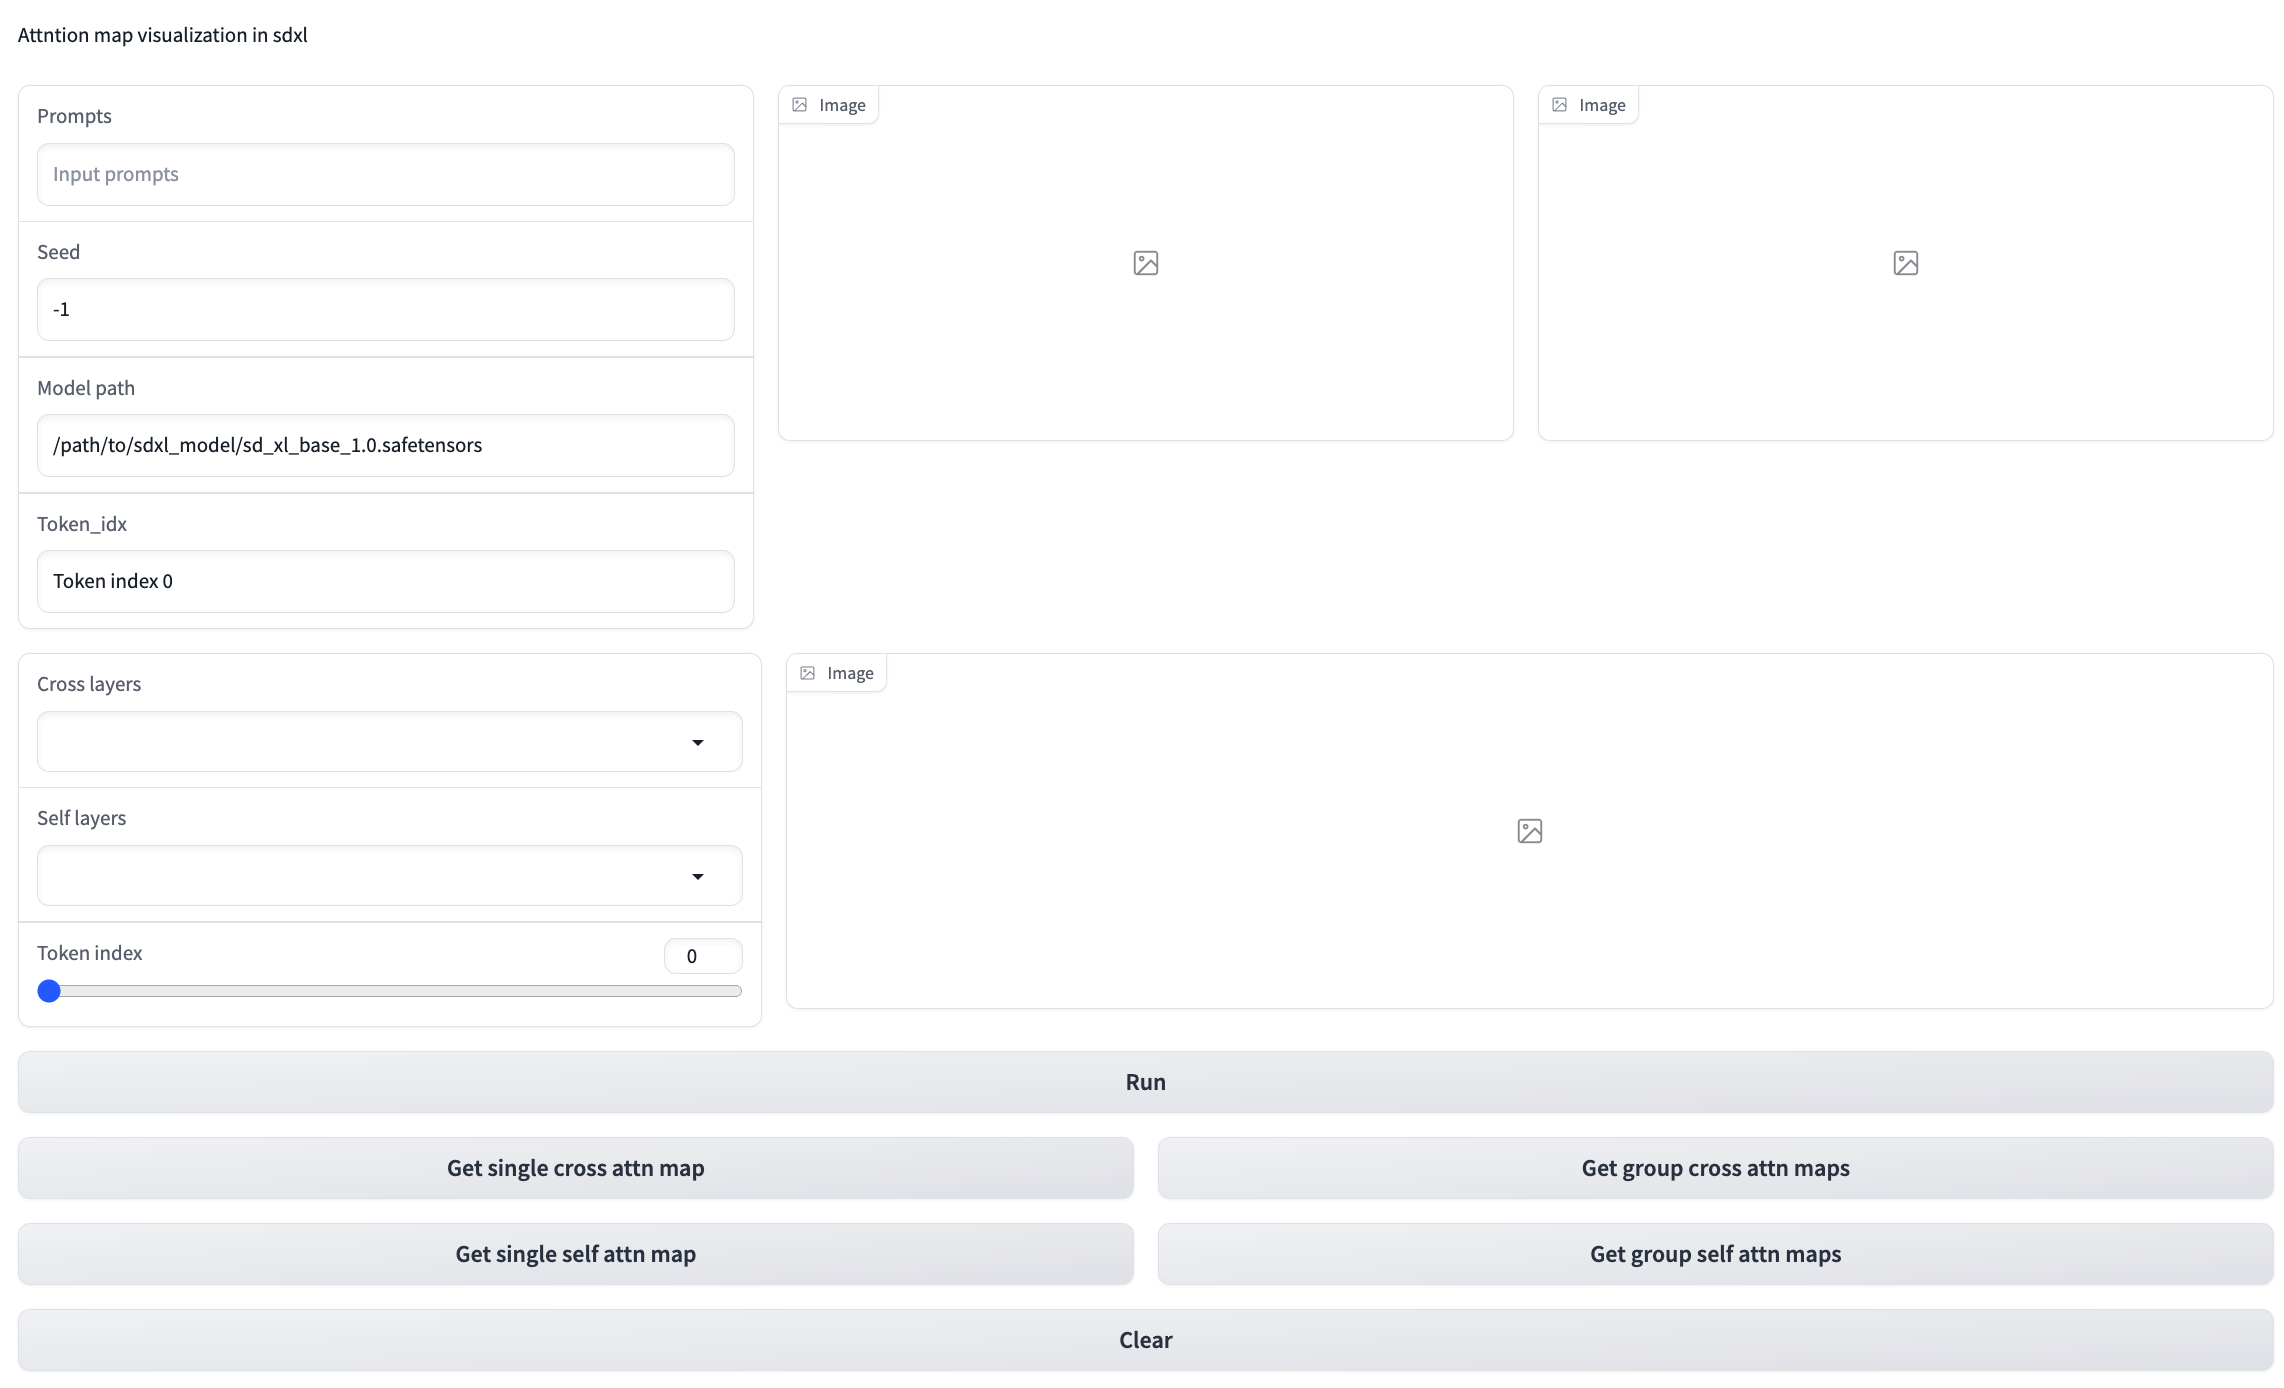 Attntion map visualization in sdxl
Prompts
Input prompts
Seed
-1
Model path
/path/to/sdxl_model/sd_xl_base_1.0.safetensors
Token_idx
Token index 0
Image
Image
Cross layers
Self layers
Token index
0
Image
Run
Get single cross attn map
Get group cross attn maps
Get single self attn map
Get group self attn maps
Clear